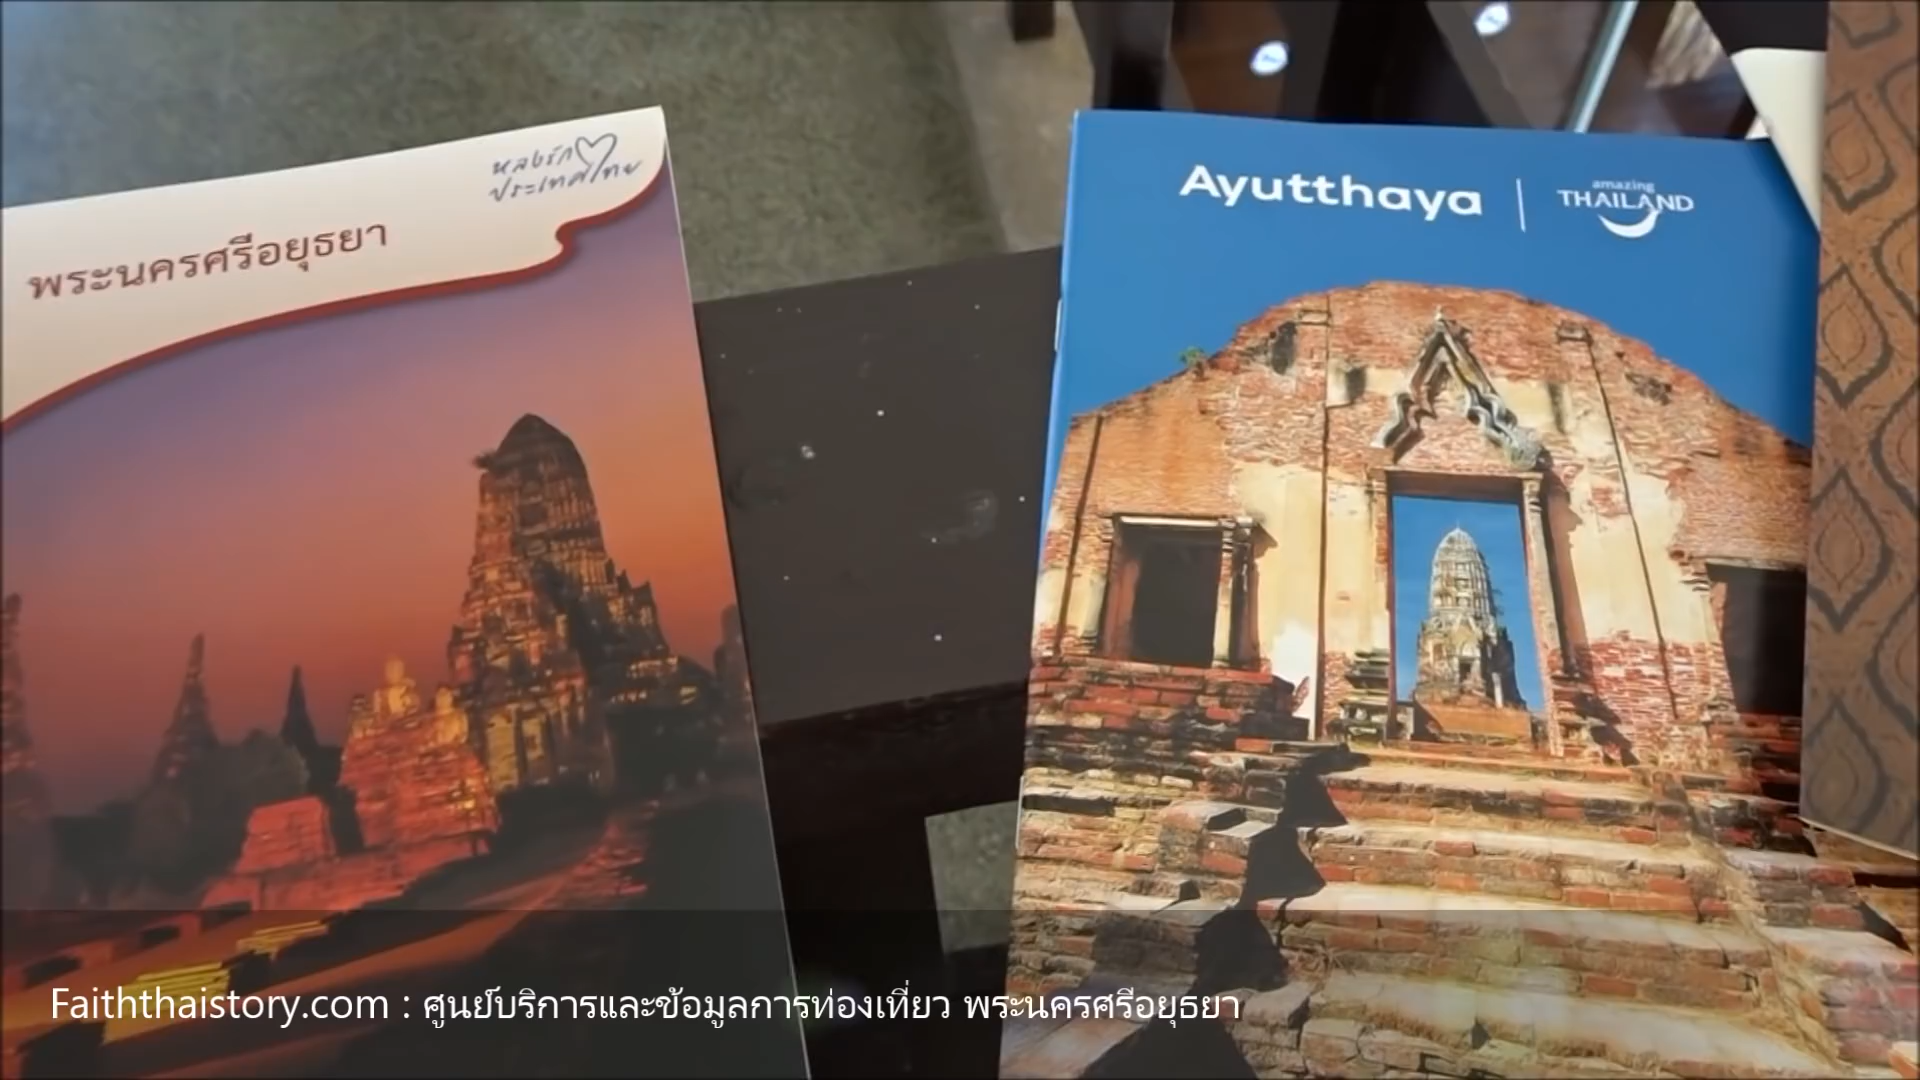 หลงรัก
ประเทศไทย
พระนครศรีอยุธยา
Ayutthaya
amazing
THAILAND
Faiththaistory.com : ศูนย์บริการและข้อมูลการท่องเที่ยว พระนครศรีอยุธยา